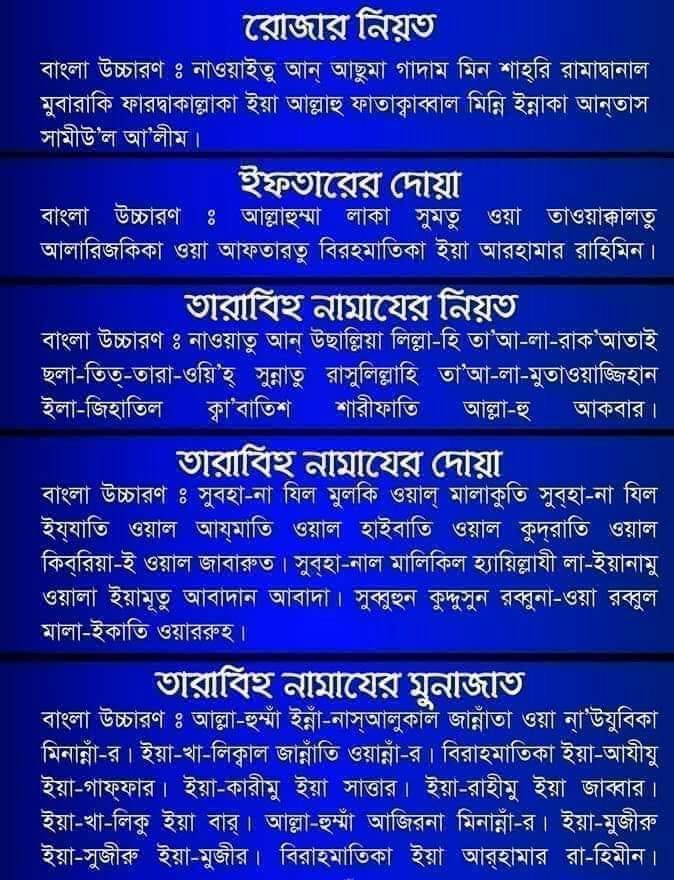 রোজার নিয়ত
বাংলা উচ্চারণ ঃ নাওয়াইতু আন্ আছুমা গাদাম মিন শাহ্‌রি রামাদ্বানাল
মুবারাকি ফারদ্বাকাল্লাকা ইয়া আল্লাহু ফাতাক্বাব্বাল মিন্নি ইন্নাকা আন্‌তাস
সামীউ'ল আ'লীম।
ইফতারের দোয়া
বাংলা উচ্চারণ ঃ আল্লাহুম্মা লাকা সুমতু ওয়া তাওয়াক্কালতু
আলারিজকিকা ওয়া আফতারতু বিরহমাতিকা ইয়া আরহামার রাহিমিন।
তারাবিহ নামাযের নিয়ত
বাংলা উচ্চারণ ঃ নাওয়াতু আন্ উছাল্লিয়া লিল্লা-হি তা'আ-লা-রাক'আতাই
ছলা-তিত্-তারা-ওয়ি'হ্ সুন্নাতু রাসুলিল্লাহি তা'আ-লা-মুতাওয়াজ্জিহান
ইলা-জিহাতিল ক্বা'বাতিশ শারীফাতি আল্লা-হু আকবার।
তারাবিহ নামাযের দোয়া
বাংলা উচ্চারণ ঃ সুবহা-না যিল মুলকি ওয়াল্ মালাকুতি সুব্‌হা-না যিল
ইয্‌যাতি ওয়াল আয্‌মাতি ওয়াল হাইবাতি ওয়াল কুদ্‌রাতি ওয়াল
কিব্‌রিয়া-ই ওয়াল জাবারুত। সুব্‌হা-নাল মালিকিল হ্যায়িল্লাযী লা-ইয়ানামু
ওয়ালা ইয়ামূতু আবাদান আবাদা। সুব্বুহুন কুদ্দুসুন রব্বুনা-ওয়া রব্বুল
মালা-ইকাতি ওয়াররুহ।
তারাবিহ নামাযের মুনাজাত
বাংলা উচ্চারণ ঃ আল্লা-হুম্মাঁ ইন্নাঁ-নাস্‌আলুকাল জান্নাঁতা ওয়া না'উযুবিকা
মিনান্নাঁ-র। ইয়া-খা-লিক্বাল জান্নাঁতি ওয়ান্নাঁ-র। বিরাহমাতিকা ইয়া-আযীযু
ইয়া-গাফ্‌ফার। ইয়া-কারীমু ইয়া সাত্তার। ইয়া-রাহীমু ইয়া জাব্বার।
ইয়া-খা-লিকু ইয়া বার্। আল্লা-হুম্মাঁ আজিরনা মিনান্নাঁ-র। ইয়া-মুজীরু
ইয়া-সুজীরু ইয়া-মুজীর। বিরাহমাতিকা ইয়া আর্‌হামার রা-হিমীন।